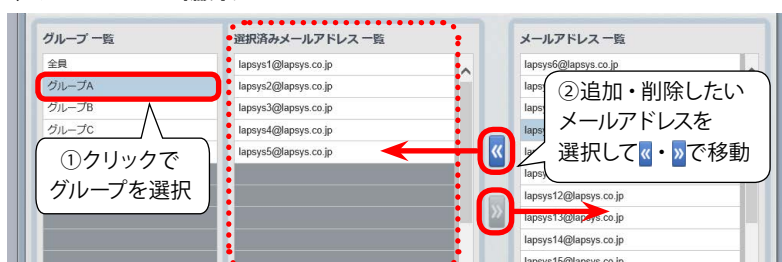 グループ 一覧
全員
グループA
グループB
グループC
①クリックで
グループを選択
選択済みメールアドレス 一覧
lapsys1@lapsys.co.jp
lapsys2@lapsys.co.jp
lapsys3@lapsys.co.jp
lapsys4@lapsys.co.jp
lapsys5@lapsys.co.jp
«
»
メールアドレス 一覧
lapsys6@lapsys.co.jp
②追加・削除したい
メールアドレスを
選択して«・»で移動
lapsys12@lapsys.co.jp
lapsys13@lapsys.co.jp
lapsys14@lapsys.co.jp
lapsys15@lapsys.co.jp